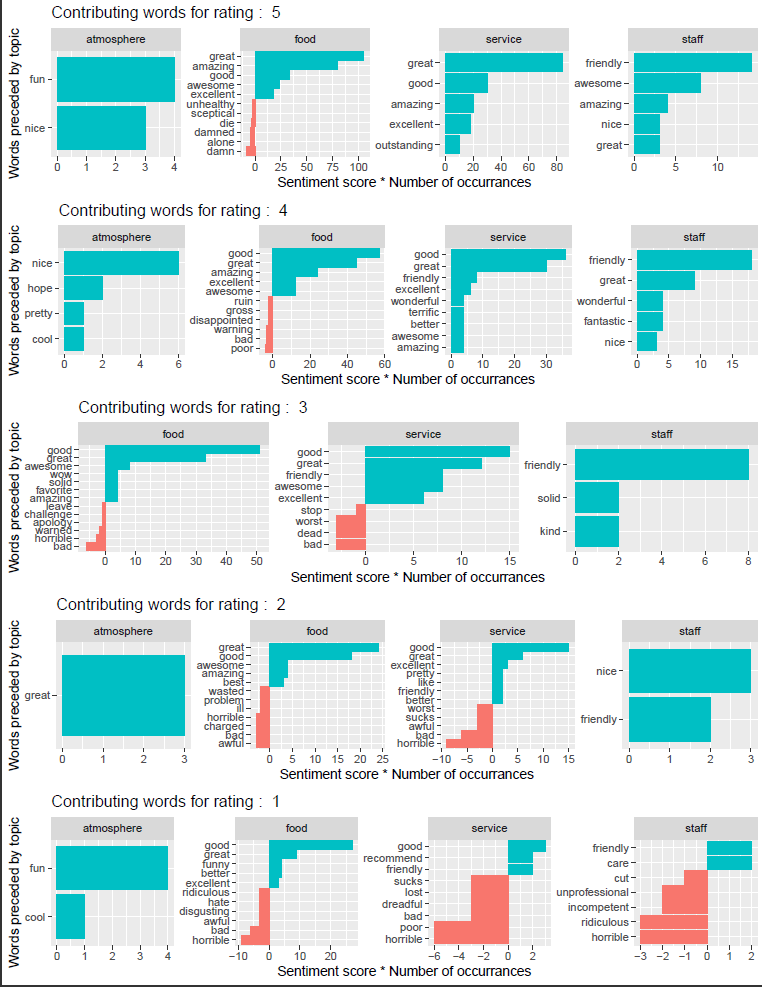 Contributing words for rating : 5
Words preceded by topic
atmosphere
fun
nice
0 1 2 3 4
food
great
amazing
good
awesome
excellent
unhealthy
sceptical
die
damned
alone
damn
0 25 50 75 100
service
great
good
amazing
excellent
outstanding
0 20 40 60 80
staff
friendly
awesome
amazing
nice
great
0 5 10
Sentiment score * Number of occurrances
Contributing words for rating : 4
Words preceded by topic
atmosphere
nice
hope
pretty
cool
0 2 4 6
food
good
great
amazing
excellent
awesome
ruin
gross
disappointed
warning
bad
poor
0 20 40 60
service
good
great
friendly
excellent
wonderful
terrific
better
awesome
amazing
0 10 20 30
staff
friendly
great
wonderful
fantastic
nice
0 5 10 15
Sentiment score * Number of occurrances
Contributing words for rating : 3
Words preceded by topic
food
good
great
awesome
wow
solid
favorite
amazing
leave
challenge
apology
warned
horrible
bad
0 10 20 30 40 50
service
good
great
friendly
awesome
excellent
stop
worst
dead
bad
0 5 10 15
staff
friendly
solid
kind
0 2 4 6 8
Sentiment score * Number of occurrances
Contributing words for rating : 2
Words preceded by topic
atmosphere
great
0 1 2 3
food
great
good
awesome
amazing
best
wasted
problem
ill
horrible
charged
bad
awful
0 5 10 15 20 25
service
good
great
excellent
pretty
like
friendly
better
worst
sucks
awful
bad
horrible
−10 −5 0 5 10 15
staff
nice
friendly
0 1 2 3
Sentiment score * Number of occurrances
Contributing words for rating : 1
Words preceded by topic
atmosphere
fun
cool
0 1 2 3 4
food
good
great
funny
better
excellent
ridiculous
hate
disgusting
awful
bad
horrible
−10 0 10 20
service
good
recommend
friendly
sucks
lost
dreadful
bad
poor
horrible
−6 −4 −2 0 2
staff
friendly
care
cut
unprofessional
incompetent
ridiculous
horrible
−3 −2 −1 0 1 2
Sentiment score * Number of occurrances